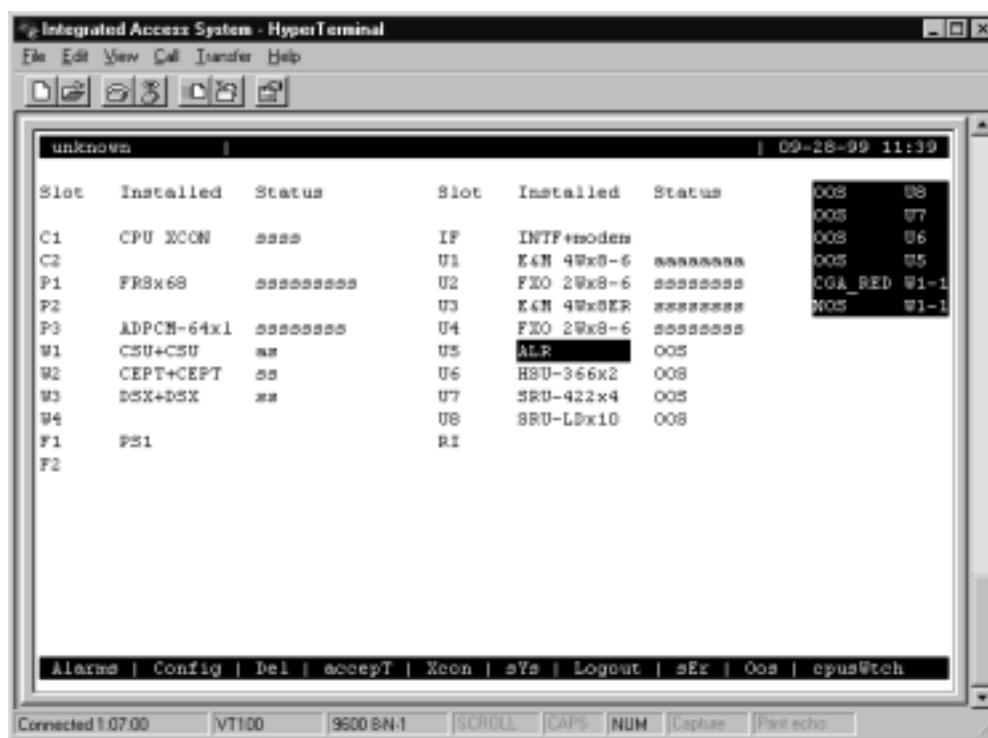 Integrated Access System - HyperTerminal
File Edit View Call Transfer Help
unknown | | 09-28-99 11:39
Slot Installed Status Slot Installed Status OOS U8
OOS U7
C1 CPU XCON ssss IF INTF+modem OOS U6
C2 U1 E&M 4Wx8-6 OOS U5
P1 FRSx68 sssssssss U2 FXO 2Wx8-6 ssssssss CGA_RED W1-1
P2 U3 E&M 4Wx8ER ssssssss NOS W1-1
P3 ADPCM-64x1 ssssssss U4 FXO 2Wx8-6 ssssssss
W1 CSU+CSU U5 ALR OOS
W2 CEPT+CEPT ss U6 HSU-366x2 OOS
W3 DSX+DSX ss U7 SRU-422x4 OOS
W4 U8 SRU-LDx10 OOS
F1 PS1 RI
F2
Alarms | Config | Del | accepT | Xcon | sYs | Logout | sEr | Oos | cpusWtch
Connected 1:07:00 VT100 9600 8-N-1 SCROLL CAPS NUM Capture Print echo